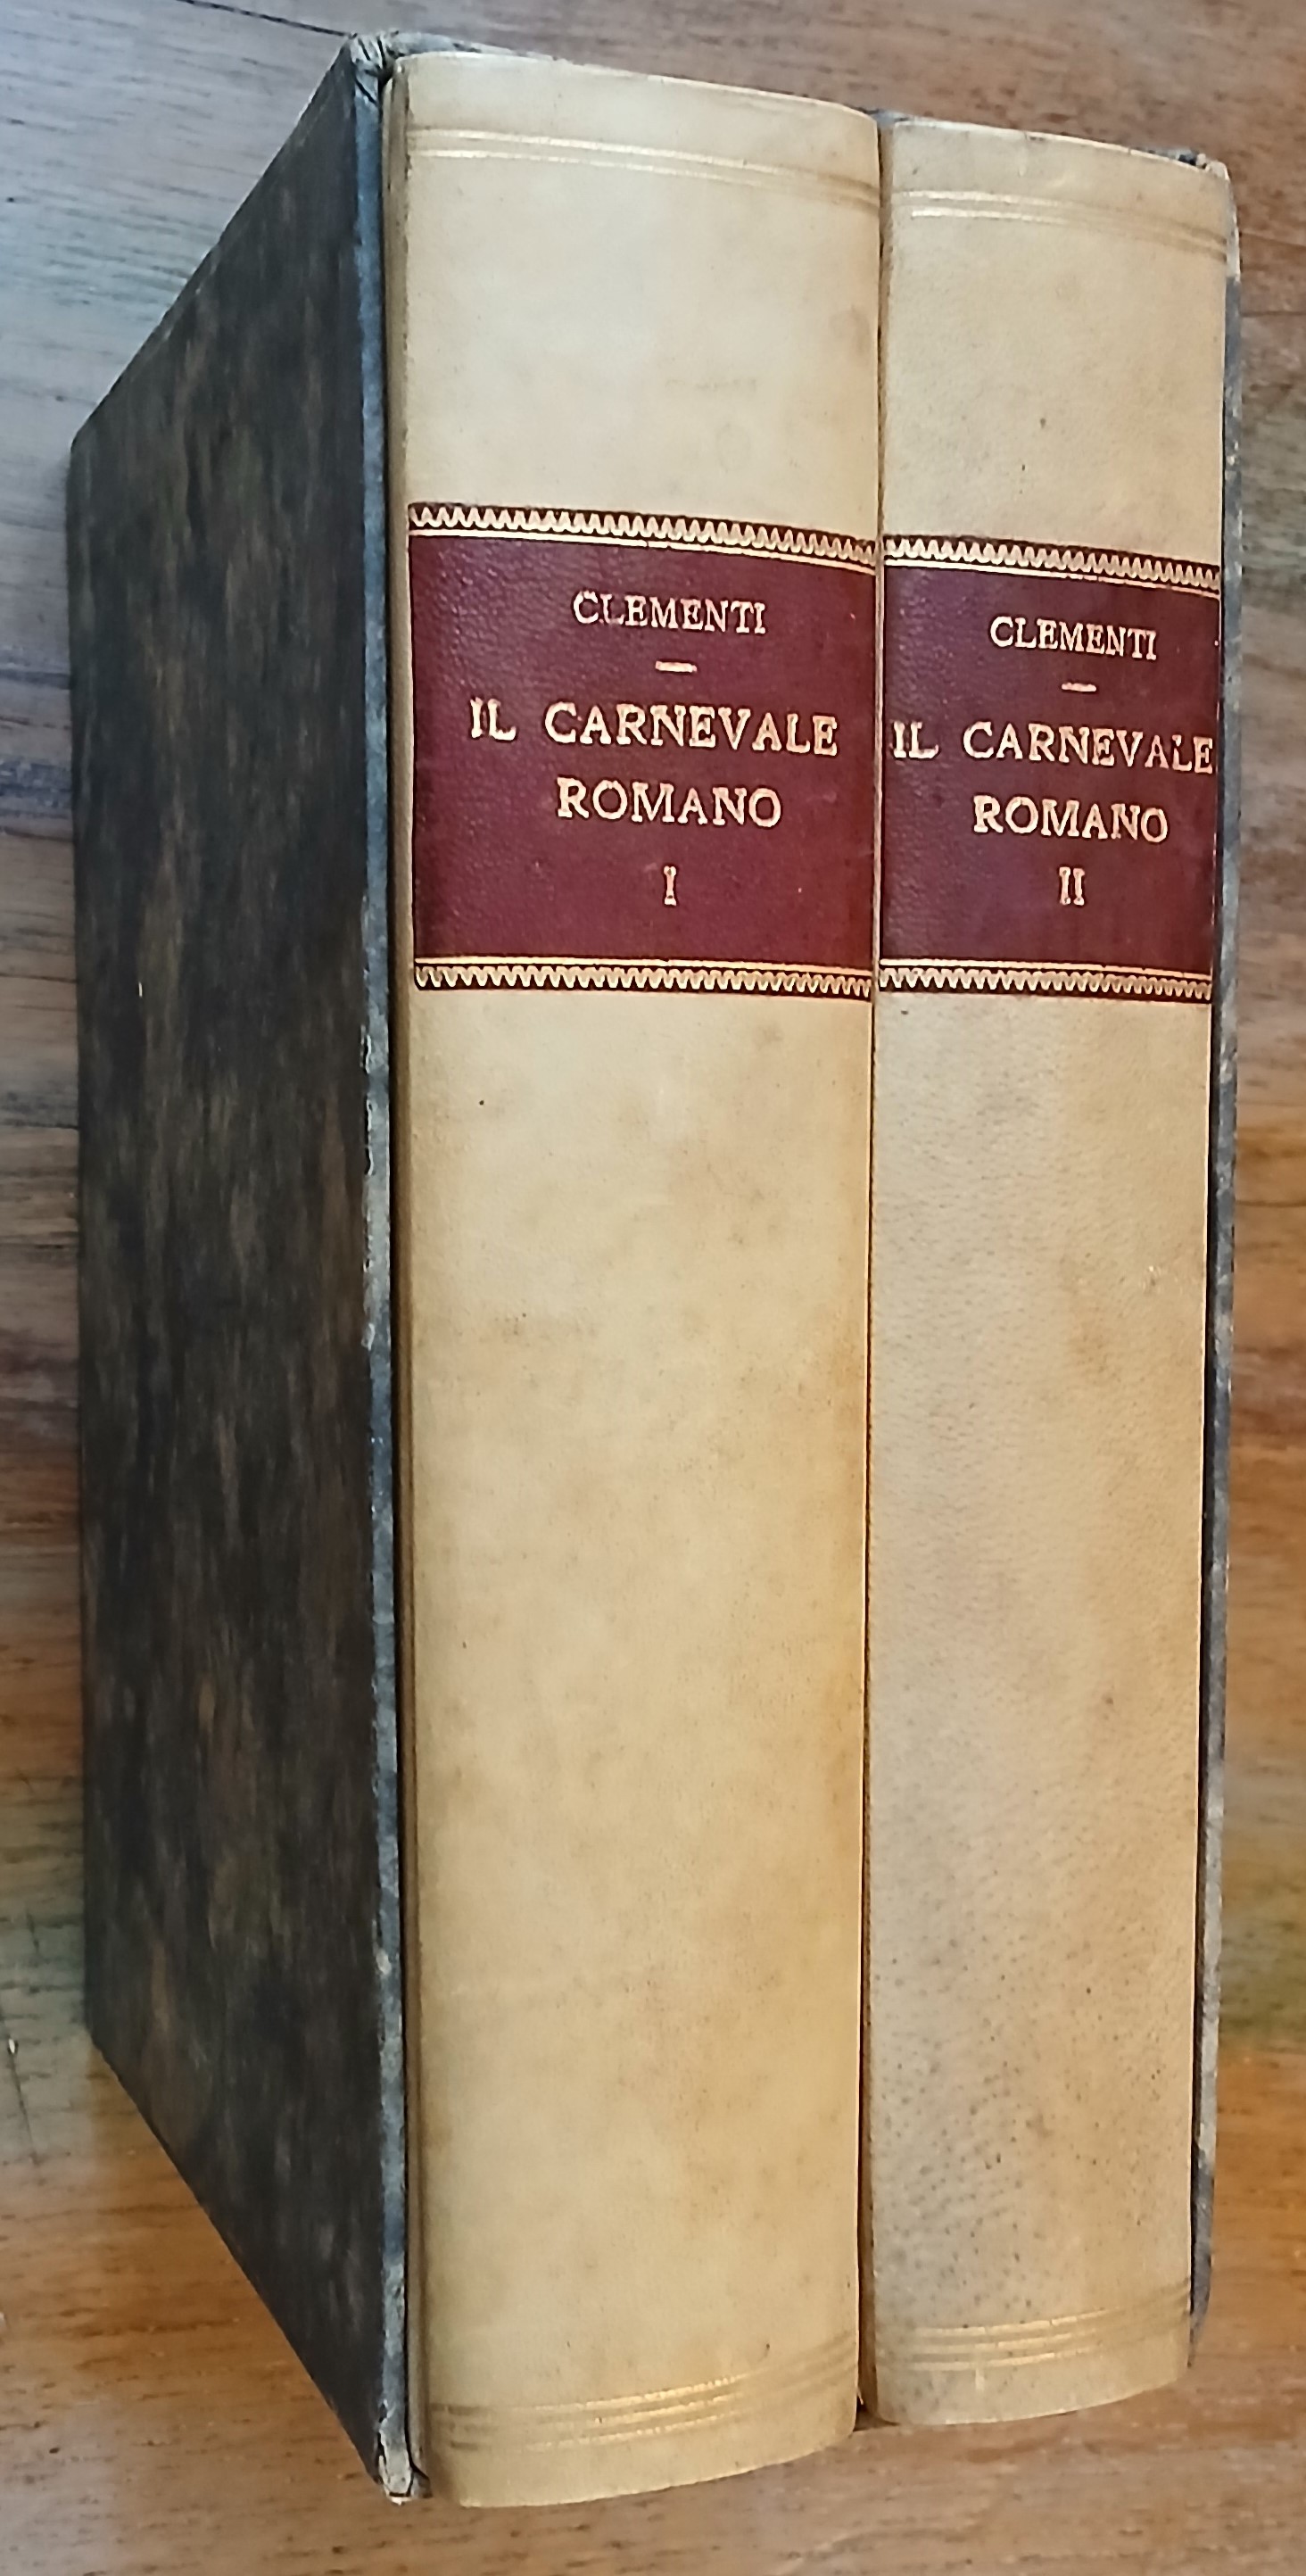 CLEMENTI
IL CARNEVALE
ROMANO
I
CLEMENTI
IL CARNEVALE
ROMANO
II